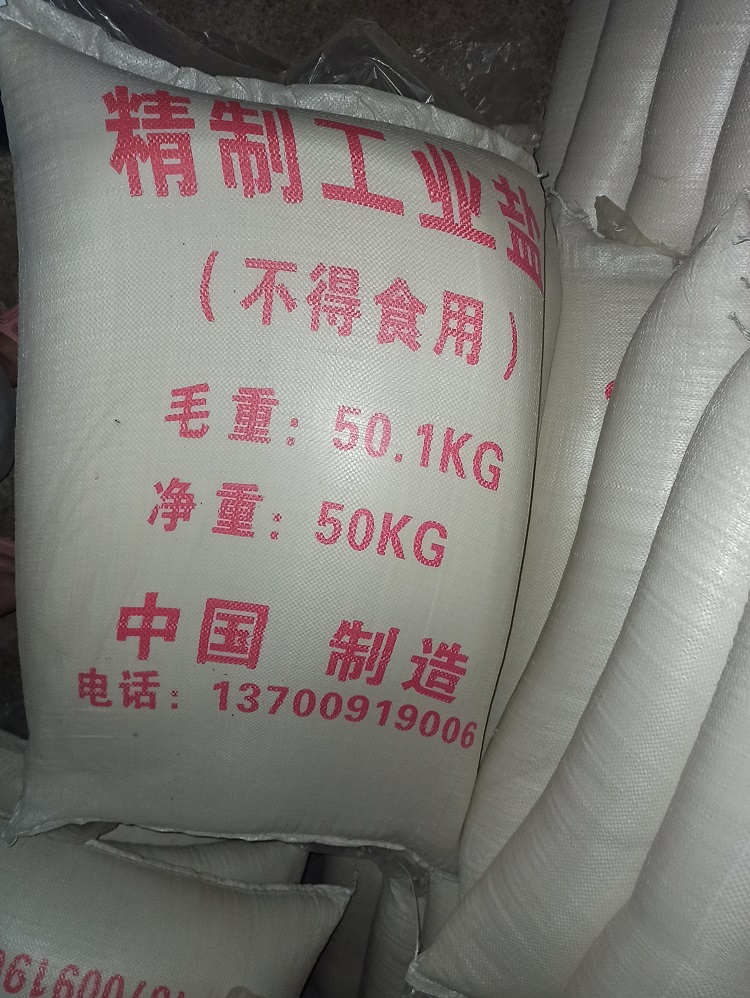 精制工业盐
（不得食用）
毛重：50.1KG
净重：50KG
中国 制造
电话：13700919006